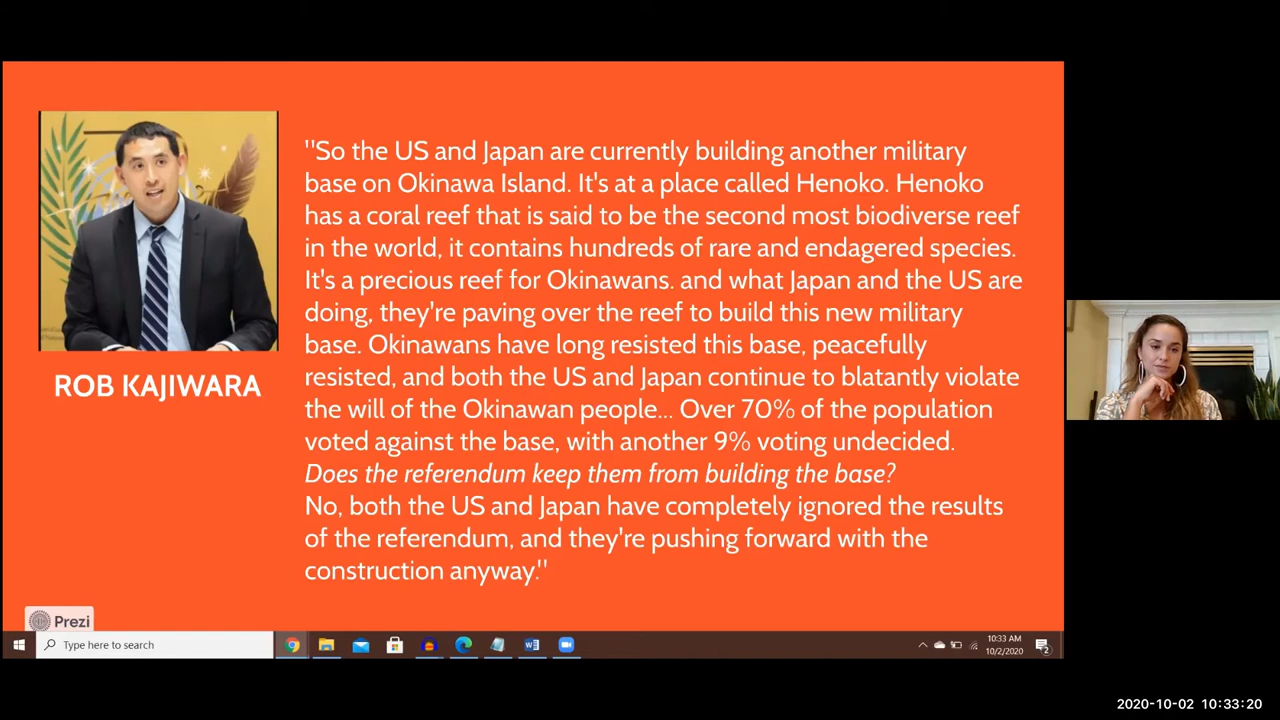 "So the US and Japan are currently building another military
base on Okinawa Island. It's at a place called Henoko. Henoko
has a coral reef that is said to be the second most biodiverse reef
in the world, it contains hundreds of rare and endagered species.
It's a precious reef for Okinawans. and what Japan and the US are
doing, they're paving over the reef to build this new military
base. Okinawans have long resisted this base, peacefully
resisted, and both the US and Japan continue to blatantly violate
the will of the Okinawan people... Over 70% of the population
voted against the base, with another 9% voting undecided.
Does the referendum keep them from building the base?
No, both the US and Japan have completely ignored the results
of the referendum, and they're pushing forward with the
construction anyway."
ROB KAJIWARA
Prezi
Type here to search
10:33 AM
10/2/2020
2
2020-10-02 10:33:20